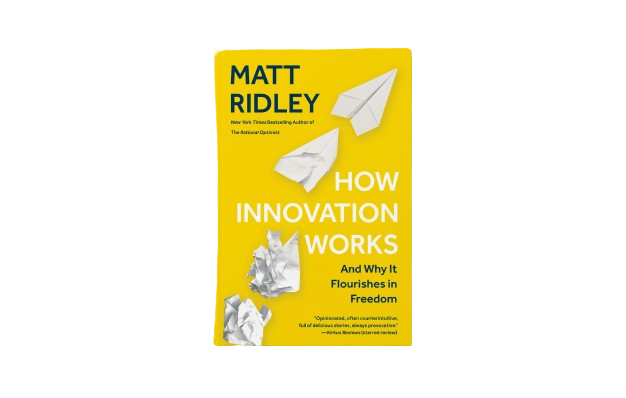 MATT
RIDLEY
New York Times Bestselling Author of
The Rational Optimist
HOW
INNOVATION
WORKS
And Why It
Flourishes in
Freedom
"Opinionated, often counterintuitive,
full of delicious stories, always provocative."
—Kirkus Reviews (starred review)